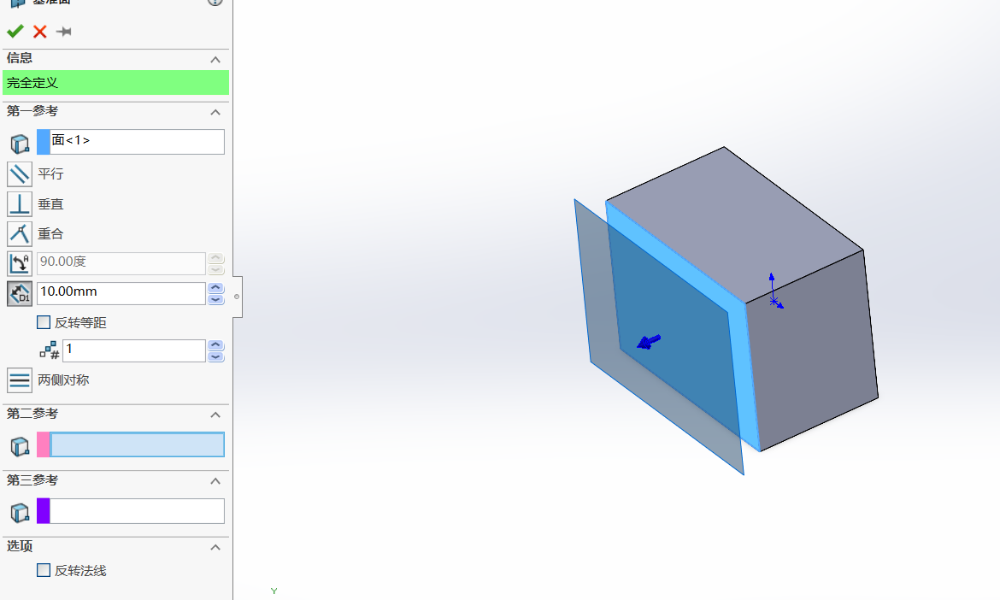 基准面
信息
完全定义
第一参考
面<1>
平行
垂直
重合
90.00度
10.00mm
反转等距
1
两侧对称
第二参考
第三参考
选项
反转法线
Y